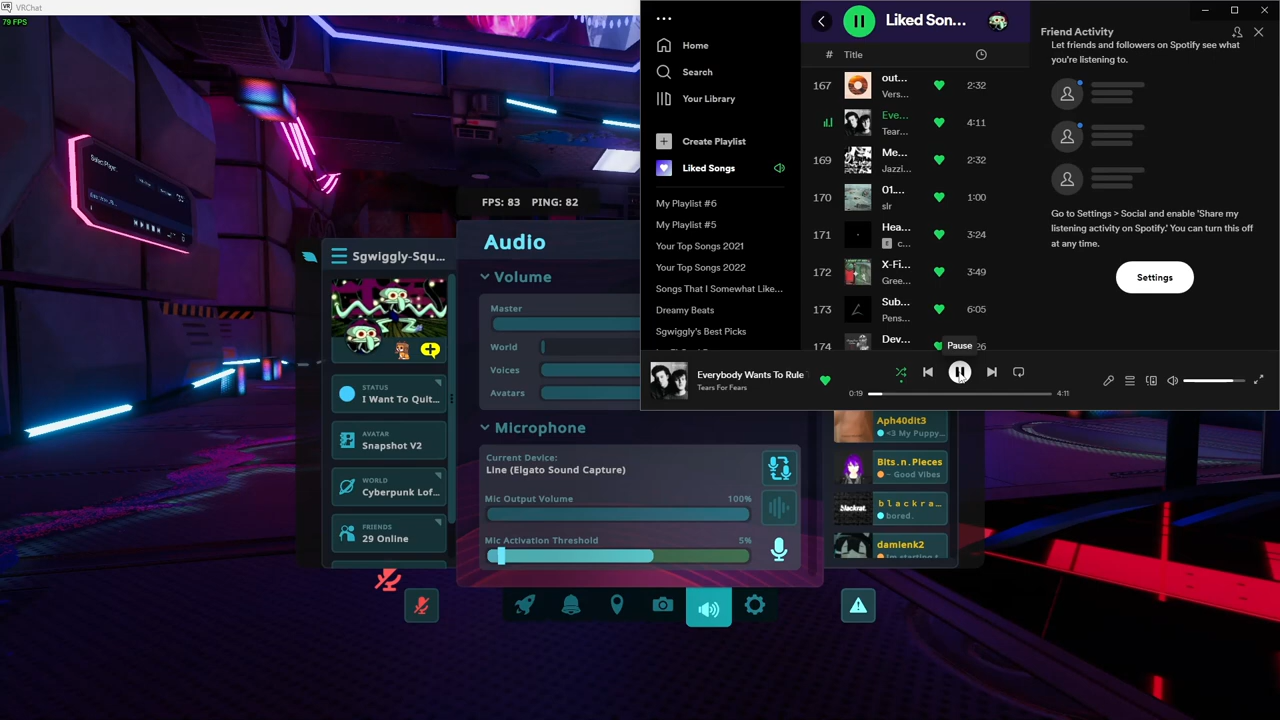 VRChat
79 FPS
Select Player...
FPS: 83 PING: 82
Sgwiggly-Squ...
STATUS
I Want To Quit...
AVATAR
Snapshot V2
WORLD
Cyberpunk Lof...
FRIENDS
29 Online
Audio
Volume
Master
World
Voices
Avatars
Microphone
Current Device:
Line (Elgato Sound Capture)
Mic Output Volume 100%
Mic Activation Threshold 5%
Aph40dit3
<3 My Puppy...
Bits.n.Pieces
~ Good Vibes
blackra...
blackrat.
bored.
damienk2
Home
Search
Your Library
Create Playlist
Liked Songs
My Playlist #6
My Playlist #5
Your Top Songs 2021
Your Top Songs 2022
Songs That I Somewhat Like...
Dreamy Beats
Sgwiggly's Best Picks
Liked Son...
# Title
167 out... 2:32
Vers...
Eve... 4:11
Tear...
169 Me... 2:32
Jazzi...
170 01.... 1:00
slr
171 Hea... 3:24
E c...
172 X-Fi... 3:49
Gree...
173 Sub... 6:05
Pens...
174 Dev... 26
Pause
Friend Activity
Let friends and followers on Spotify see what
you're listening to.
Go to Settings > Social and enable 'Share my
listening activity on Spotify.' You can turn this off
at any time.
Settings
Everybody Wants To Rule
Tears For Fears
0:19 4:11